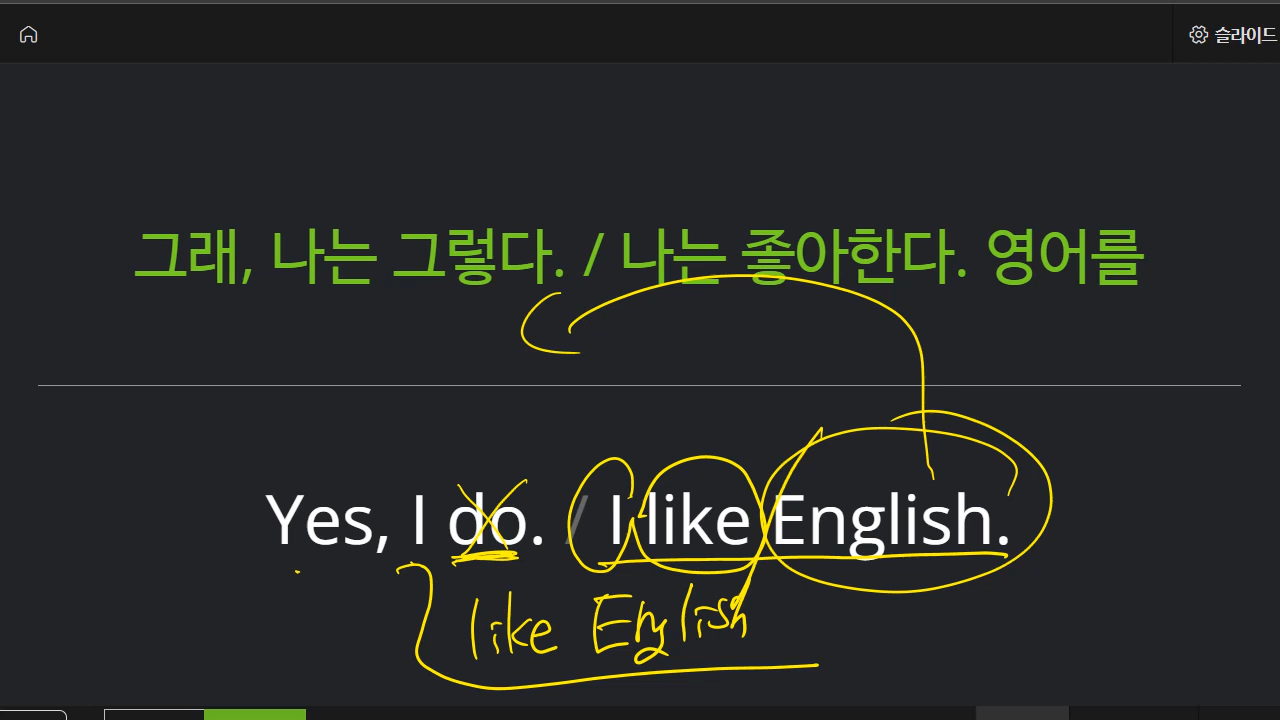 슬라이드
그래, 나는 그렇다. / 나는 좋아한다. 영어를
Yes, I do. / I like English.
like English